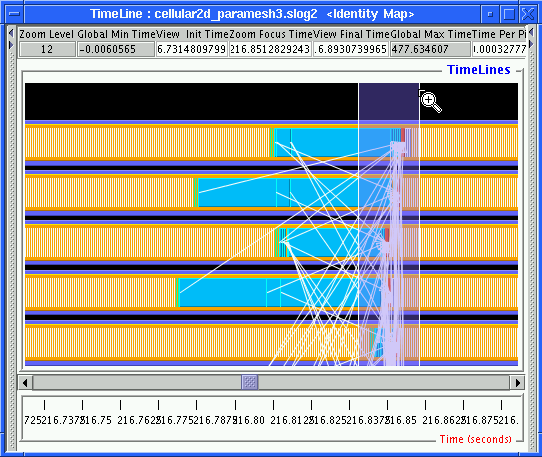 TimeLine : cellular2d_paramesh3.slog2 <Identity Map>
Zoom Level Global Min Time View Init Time Zoom Focus Time View Final Time Global Max Time Time Per Pi
12 -0.0060565 6.7314809799 216.8512829243 .6.8930739965 477.634607 .00032777
TimeLines
725 216.7375 216.75 216.7625 216.775 216.7875 216.80 216.8125 216.825 216.8375 216.85 216.8625 216.875 216.
Time (seconds)